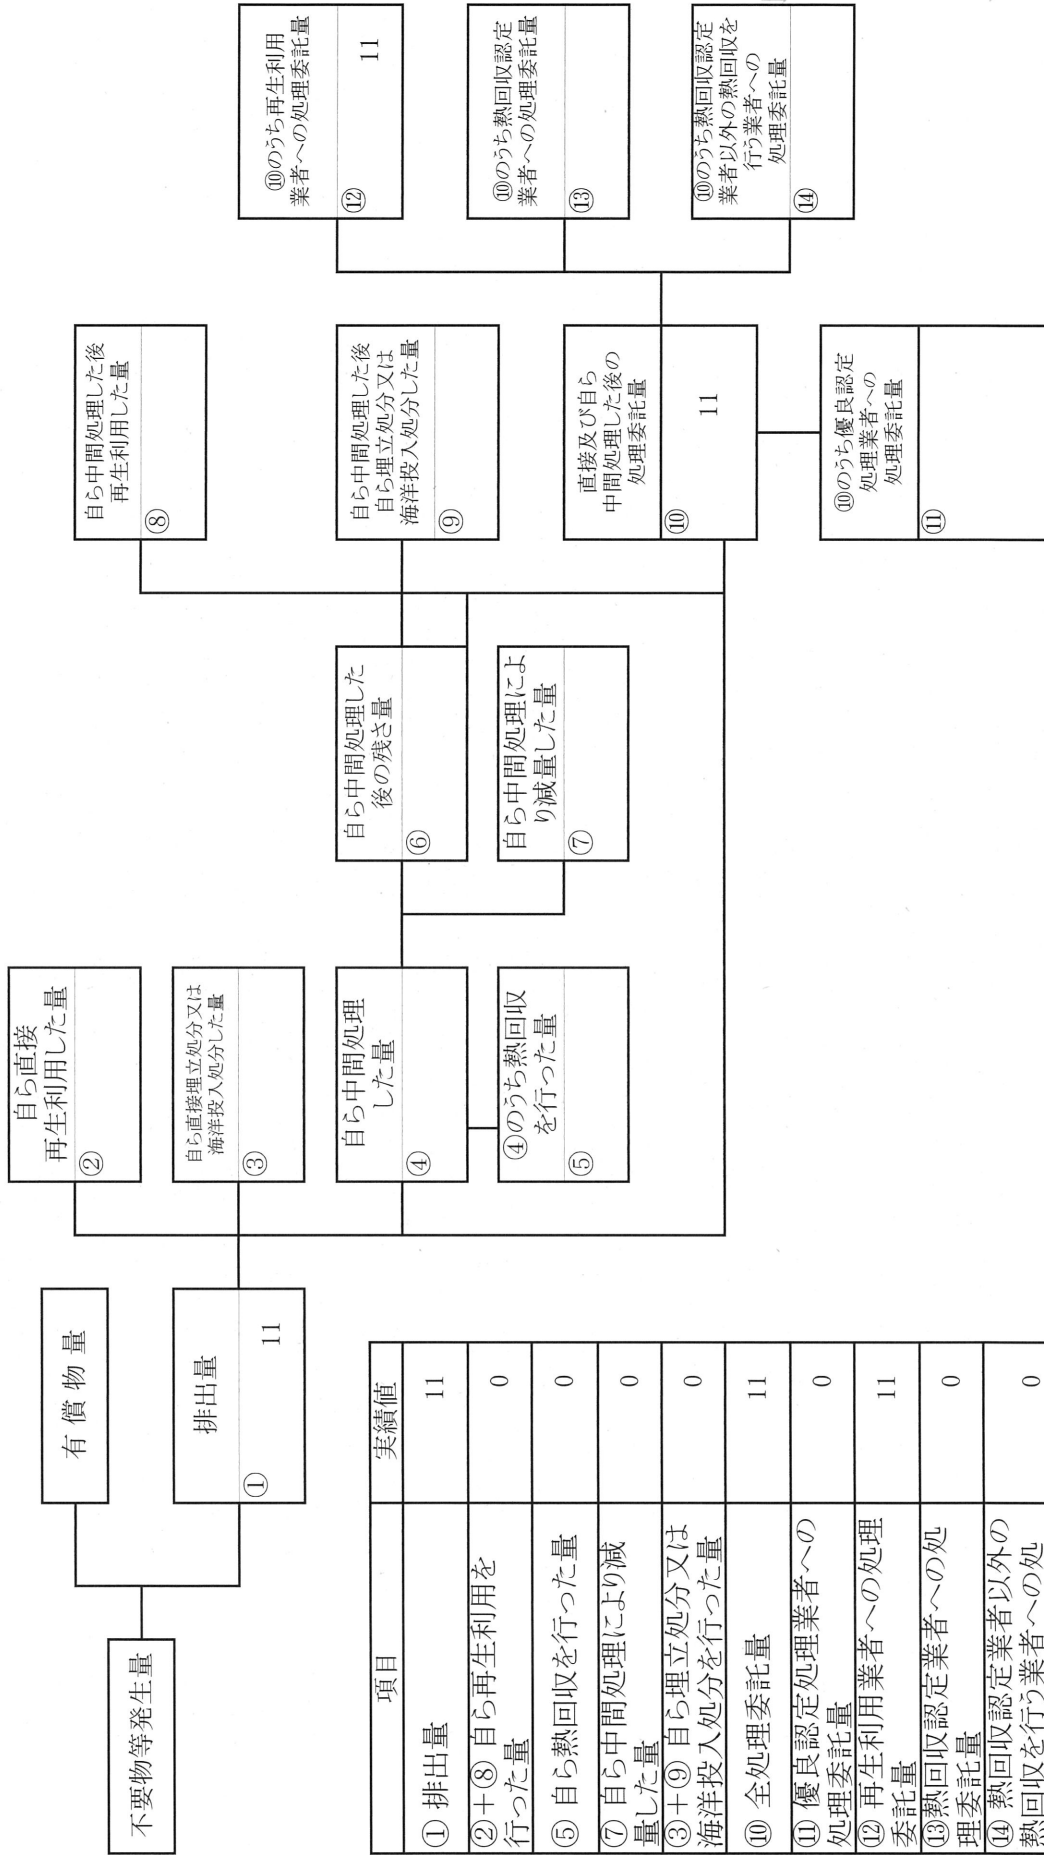 不要物等発生量
有償物量
排出量
①
11
自ら直接
再生利用した量
②
自ら直接埋立処分又は
海洋投入処分した量
③
自ら中間処理
した量
④
④のうち熱回収
を行った量
⑤
自ら中間処理した
後の残さ量
⑥
自ら中間処理によ
り減量した量
⑦
自ら中間処理した後
再生利用した量
⑧
自ら中間処理した後
自ら埋立処分又は
海洋投入処分した量
⑨
直接及び自ら
中間処理した後の
処理委託量
⑩
11
⑩のうち優良認定
処理業者への
処理委託量
⑪
⑩のうち再生利用
業者への処理委託量
⑫
11
⑩のうち熱回収認定
業者への処理委託量
⑬
⑩のうち熱回収認定
業者以外の熱回収を
行う業者への
処理委託量
⑭
項目 実績値
① 排出量 11
②+⑧ 自ら再生利用を
行った量 0
⑤ 自ら熱回収を行った量 0
⑦ 自ら中間処理により減
量した量 0
③+⑨ 自ら埋立処分又は
海洋投入処分を行った量 0
⑩ 全処理委託量 11
⑪ 優良認定処理業者への
処理委託量 0
⑫ 再生利用業者への処理
委託量 11
⑬熱回収認定業者への処
理委託量 0
⑭ 熱回収認定業者以外の
熱回収を行う業者への処 0